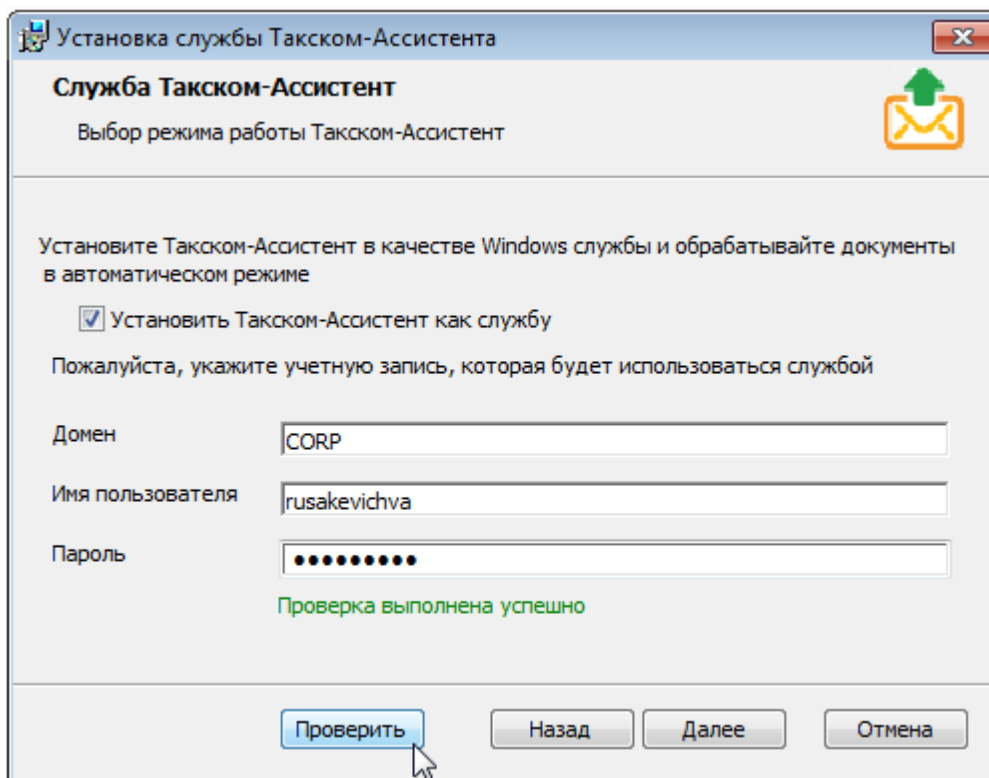 Установка службы Такском-Ассистента
Служба Такском-Ассистент
Выбор режима работы Такском-Ассистент
Установите Такском-Ассистент в качестве Windows службы и обрабатывайте документы
в автоматическом режиме
Установить Такском-Ассистент как службу
Пожалуйста, укажите учетную запись, которая будет использоваться службой
Домен
CORP
Имя пользователя
rusakevichva
Пароль
•••••••••
Проверка выполнена успешно
Проверить
Назад
Далее
Отмена